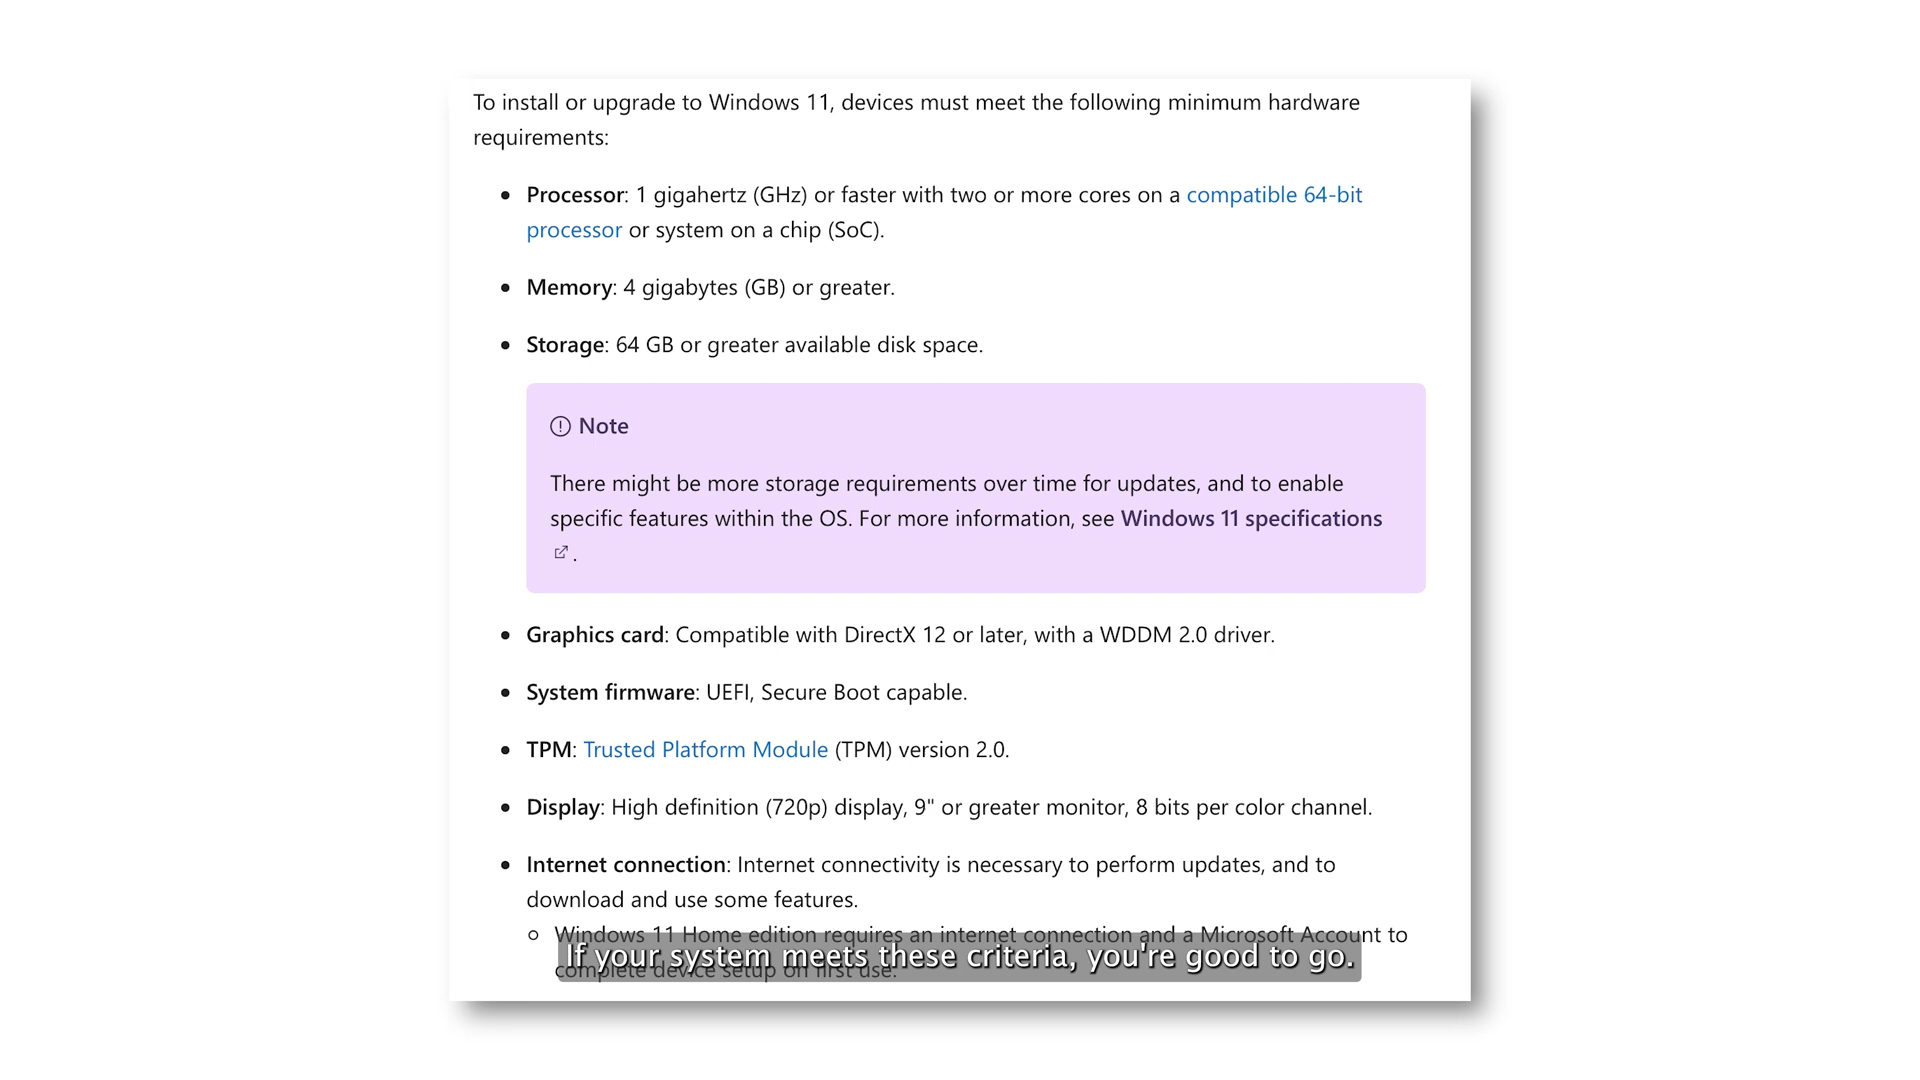 To install or upgrade to Windows 11, devices must meet the following minimum hardware
requirements:
• Processor: 1 gigahertz (GHz) or faster with two or more cores on a compatible 64-bit
processor or system on a chip (SoC).
• Memory: 4 gigabytes (GB) or greater.
• Storage: 64 GB or greater available disk space.
Note
There might be more storage requirements over time for updates, and to enable
specific features within the OS. For more information, see Windows 11 specifications
.
• Graphics card: Compatible with DirectX 12 or later, with a WDDM 2.0 driver.
• System firmware: UEFI, Secure Boot capable.
• TPM: Trusted Platform Module (TPM) version 2.0.
• Display: High definition (720p) display, 9" or greater monitor, 8 bits per color channel.
• Internet connection: Internet connectivity is necessary to perform updates, and to
download and use some features.
○ Windows 11 Home edition requires an internet connection and a Microsoft Account to
complete device setup on first use.
If your system meets these criteria, you're good to go.